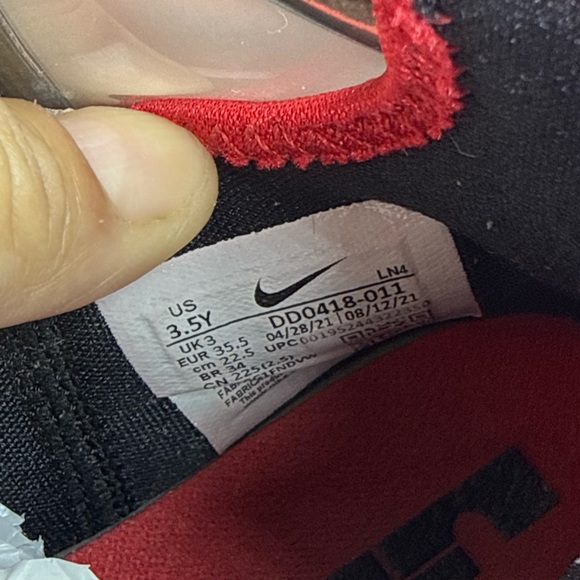 LN4
US
3.5Y
DD0418-011
UK 3
04/28/21 08/12/21
EUR 35.5
cm 22.5
BR 34
CN 225(2.5)